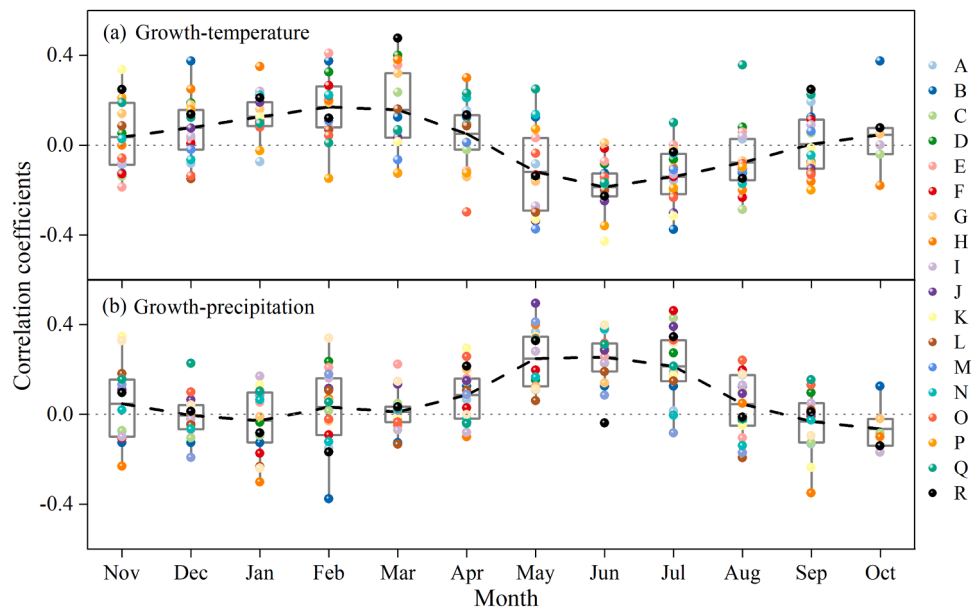 (a) Growth-temperature
0.4
0.0
-0.4
(b) Growth-precipitation
0.4
0.0
-0.4
Correlation coefficients
Nov Dec Jan Feb Mar Apr May Jun Jul Aug Sep Oct
Month
A
B
C
D
E
F
G
H
I
J
K
L
M
N
O
P
Q
R